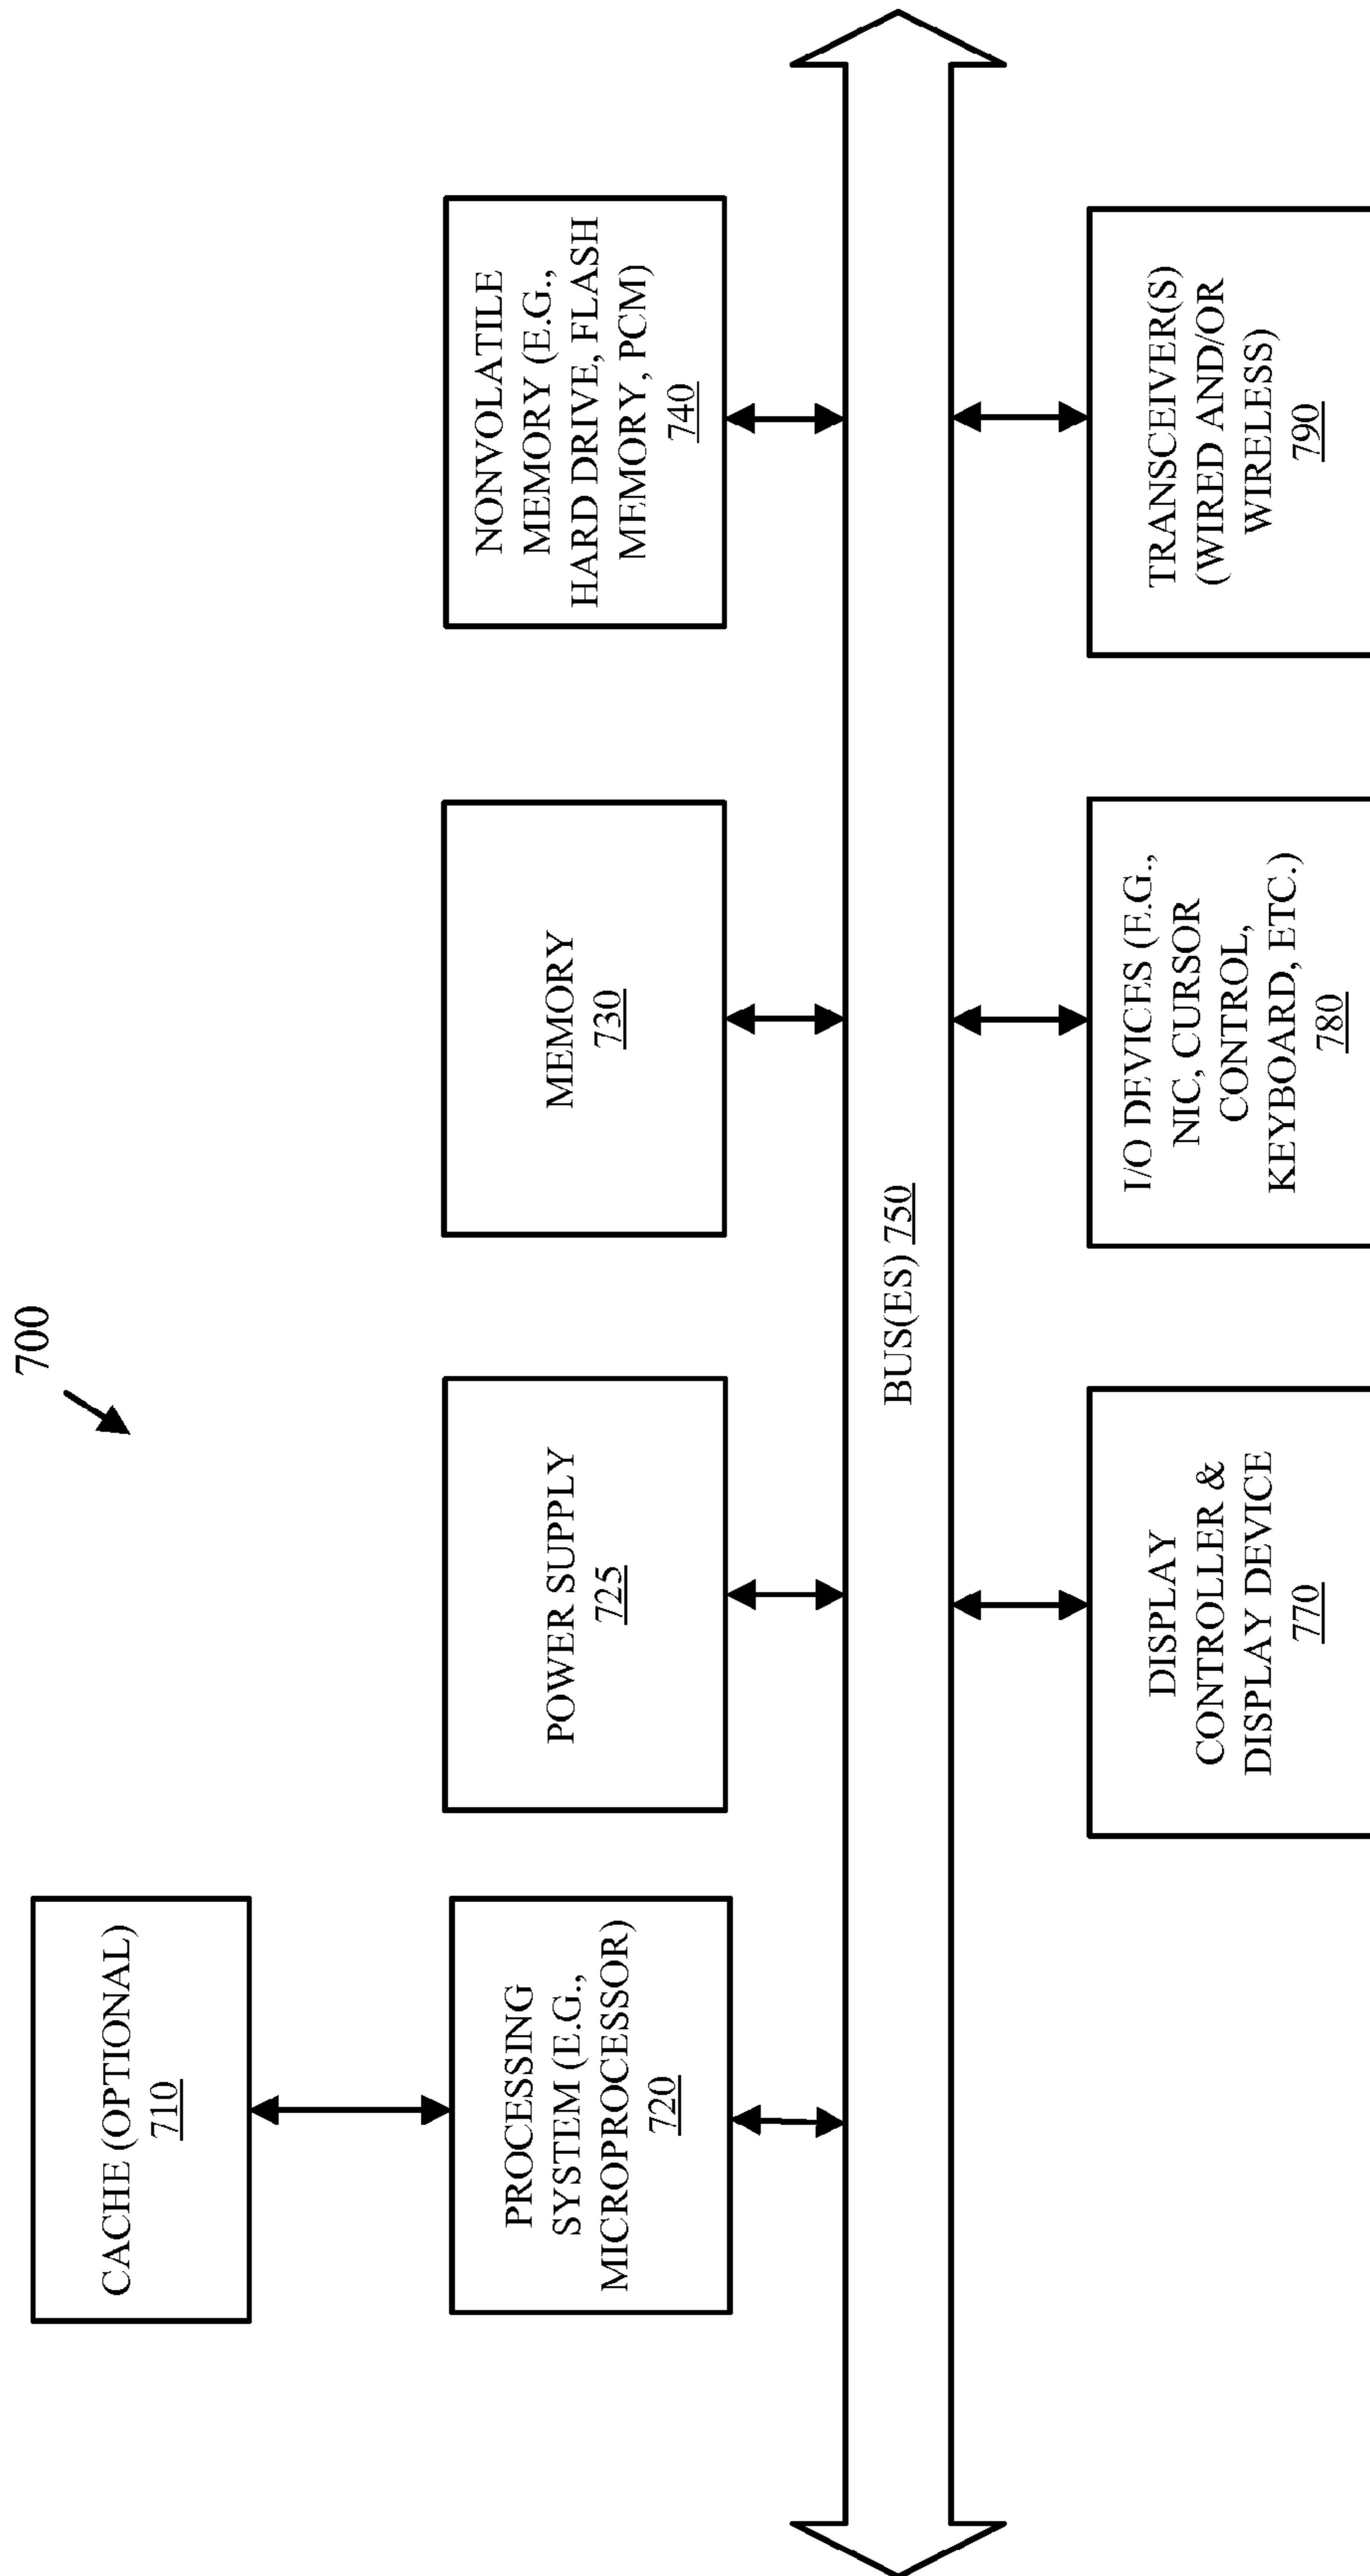 700
CACHE (OPTIONAL)
710
PROCESSING
SYSTEM (E.G.,
MICROPROCESSOR)
720
POWER SUPPLY
725
MEMORY
730
NONVOLATILE
MEMORY (E.G.,
HARD DRIVE, FLASH
MEMORY, PCM)
740
BUS(ES) 750
DISPLAY
CONTROLLER &
DISPLAY DEVICE
770
I/O DEVICES (E.G.,
NIC, CURSOR
CONTROL,
KEYBOARD, ETC.)
780
TRANSCEIVER(S)
(WIRED AND/OR
WIRELESS)
790